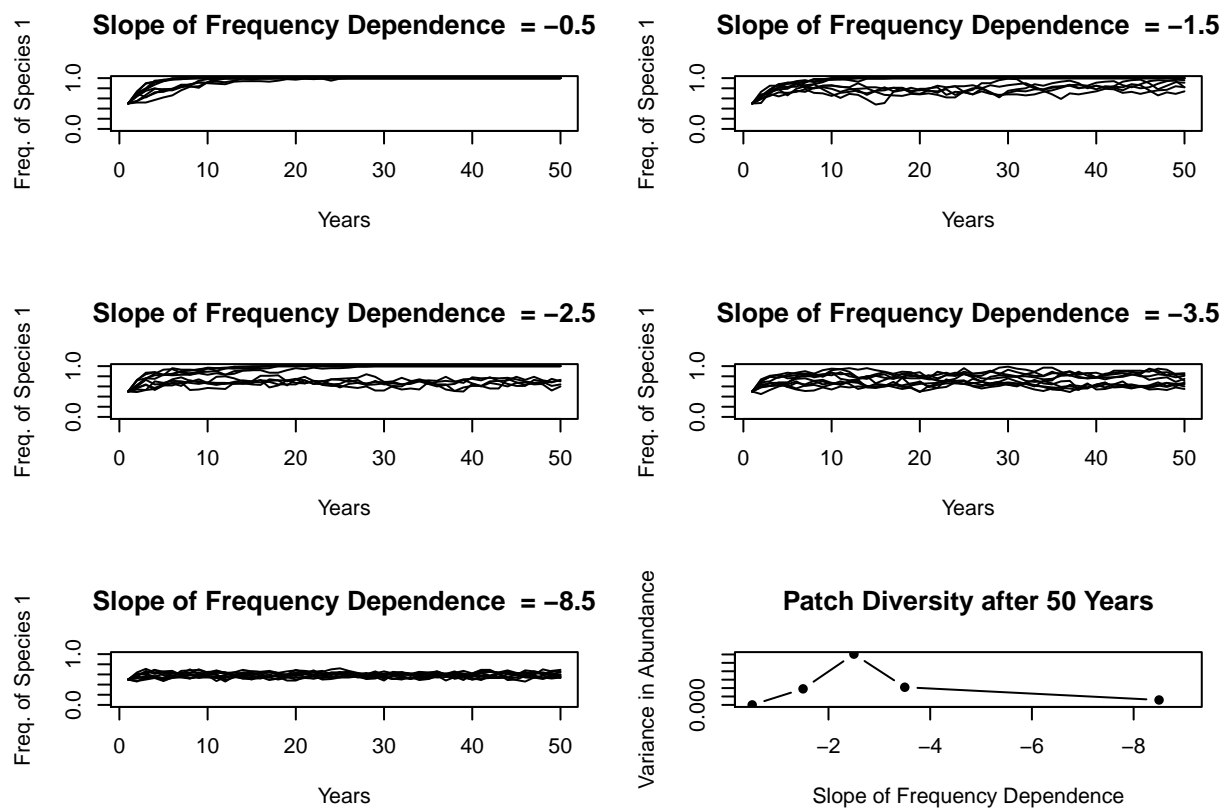 Slope of Frequency Dependence = −0.5
Freq. of Species 1
0.0
1.0
0 10 20 30 40 50
Years
Slope of Frequency Dependence = −1.5
Freq. of Species 1
0.0
1.0
0 10 20 30 40 50
Years
Slope of Frequency Dependence = −2.5
Freq. of Species 1
0.0
1.0
0 10 20 30 40 50
Years
Slope of Frequency Dependence = −3.5
Freq. of Species 1
0.0
1.0
0 10 20 30 40 50
Years
Slope of Frequency Dependence = −8.5
Freq. of Species 1
0.0
1.0
0 10 20 30 40 50
Years
Patch Diversity after 50 Years
Variance in Abundance
0.000
−2 −4 −6 −8
Slope of Frequency Dependence